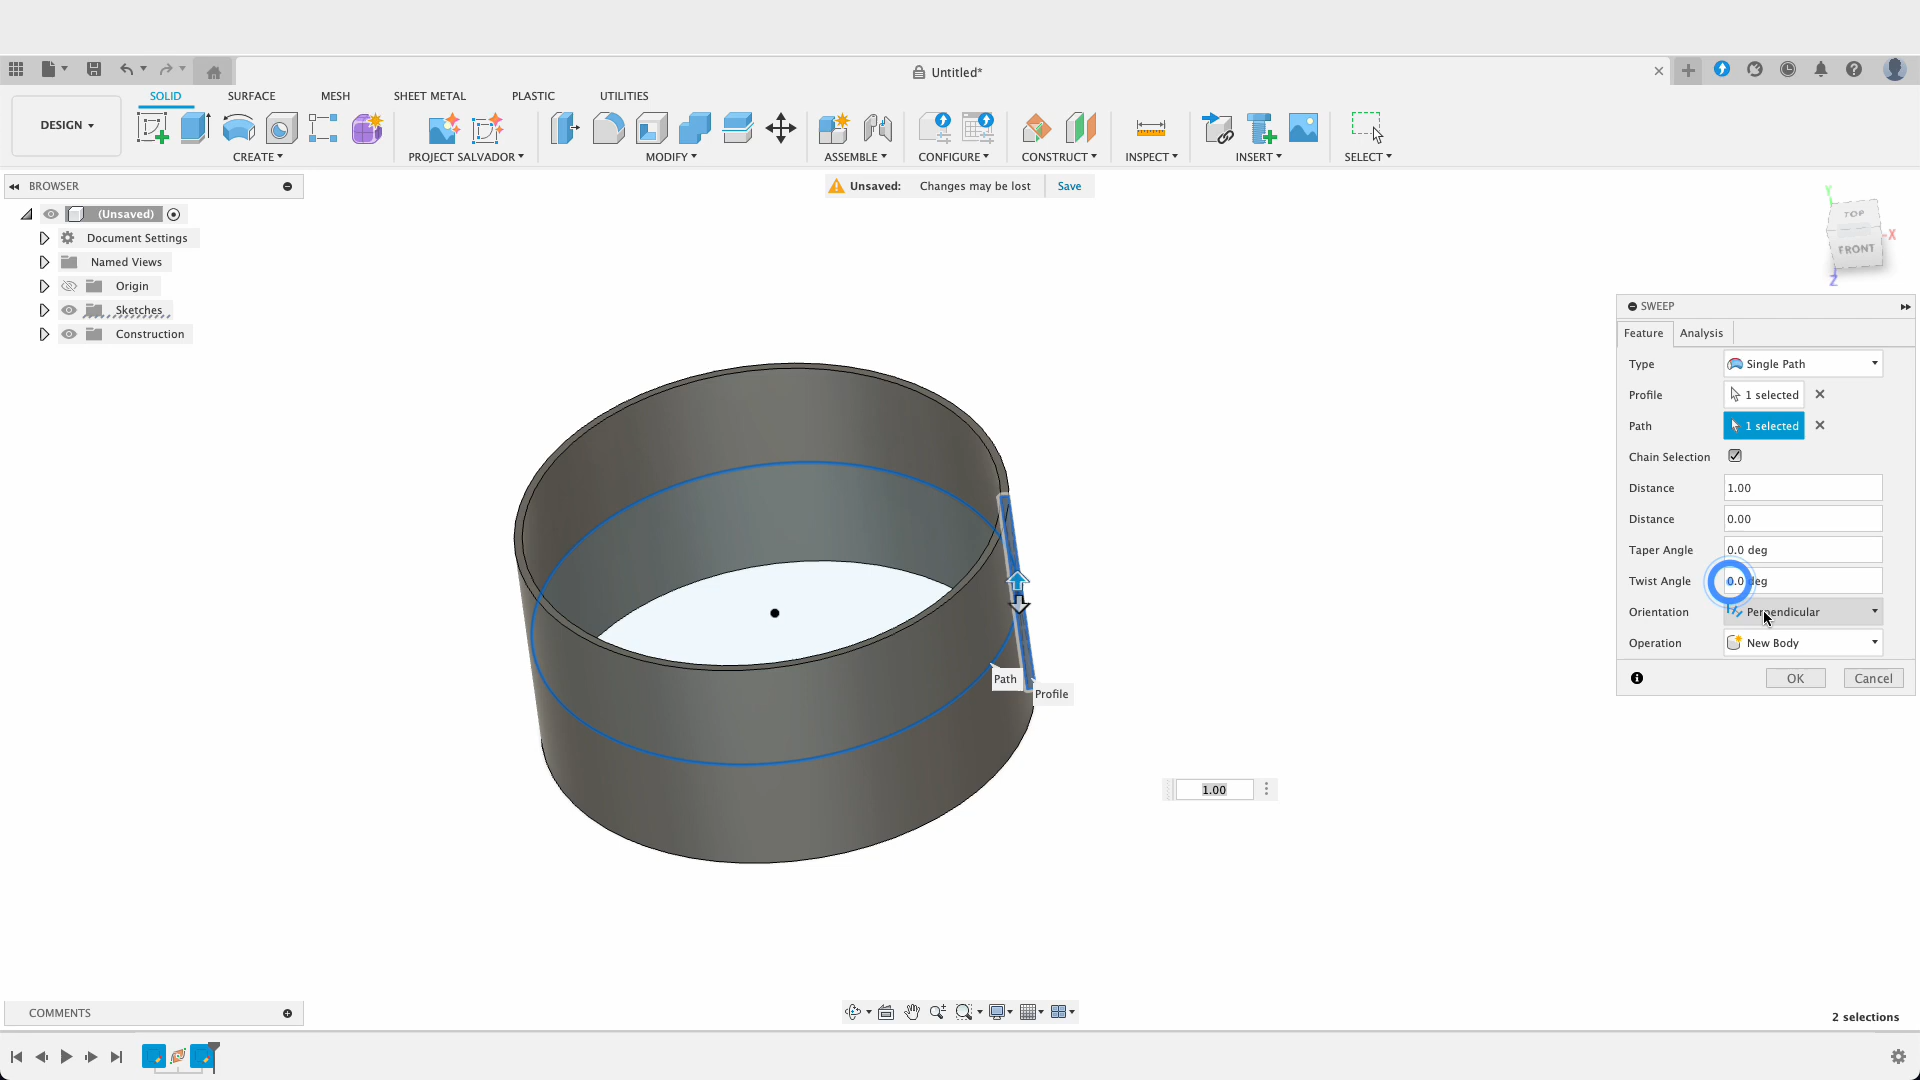 Untitled*
DESIGN
SOLID SURFACE MESH SHEET METAL PLASTIC UTILITIES
CREATE PROJECT SALVADOR MODIFY ASSEMBLE CONFIGURE CONSTRUCT INSPECT INSERT SELECT
BROWSER
Unsaved: Changes may be lost Save
(Unsaved)
Document Settings
Named Views
Origin
Sketches
Construction
Y
TOP
FRONT
X
Z
SWEEP
Feature Analysis
Type Single Path
Profile 1 selected
Path 1 selected
Chain Selection
Distance 1.00
Distance 0.00
Taper Angle 0.0 deg
Twist Angle 0.0 deg
Orientation Perpendicular
Operation New Body
OK Cancel
Path
Profile
1.00
COMMENTS
2 selections